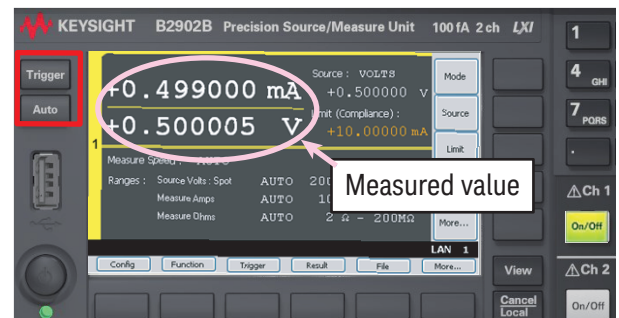 KEYSIGHT B2902B Precision Source/Measure Unit 100 fA 2 ch LXI
Trigger
Auto
+0.499000 mA
+0.500005 V
Source : VOLTS
+0.500000 V
Limit (Compliance) :
+10.00000 mA
1
Measure Speed : AUTO
Ranges : Source Volts : Spot AUTO
Measure Amps AUTO
Measure Ohms AUTO 2 Ω – 200MΩ
Measured value
Mode
Source
Limit
More...
LAN 1
Config Function Trigger Result File More...
View
Cancel
Local
1
4 GHI
7 PQRS
.
⚠Ch 1
On/Off
⚠Ch 2
On/Off